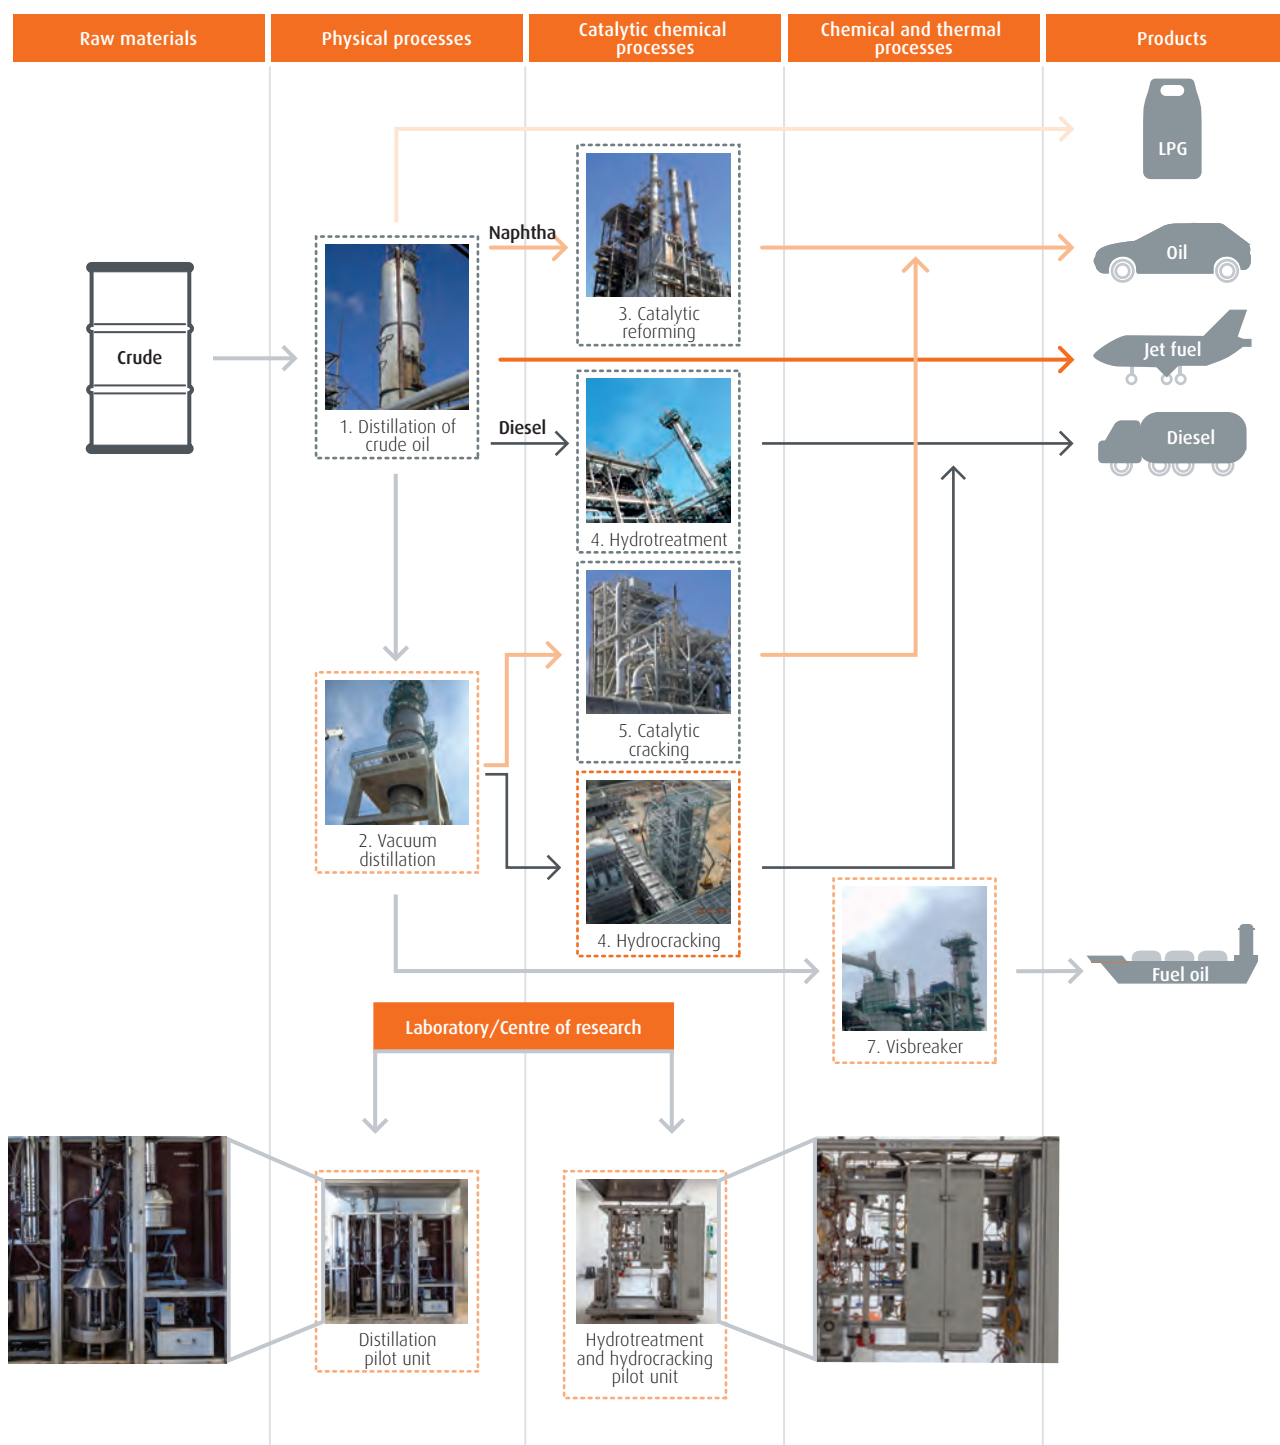 Raw materials
Physical processes
Catalytic chemical
processes
Chemical and thermal
processes
Products
LPG
Naphtha
Oil
3. Catalytic
reforming
Crude
Jet fuel
1. Distillation of
crude oil
Diesel
Diesel
4. Hydrotreatment
5. Catalytic
cracking
2. Vacuum
distillation
4. Hydrocracking
Fuel oil
7. Visbreaker
Laboratory/Centre of research
Distillation
pilot unit
Hydrotreatment
and hydrocracking
pilot unit